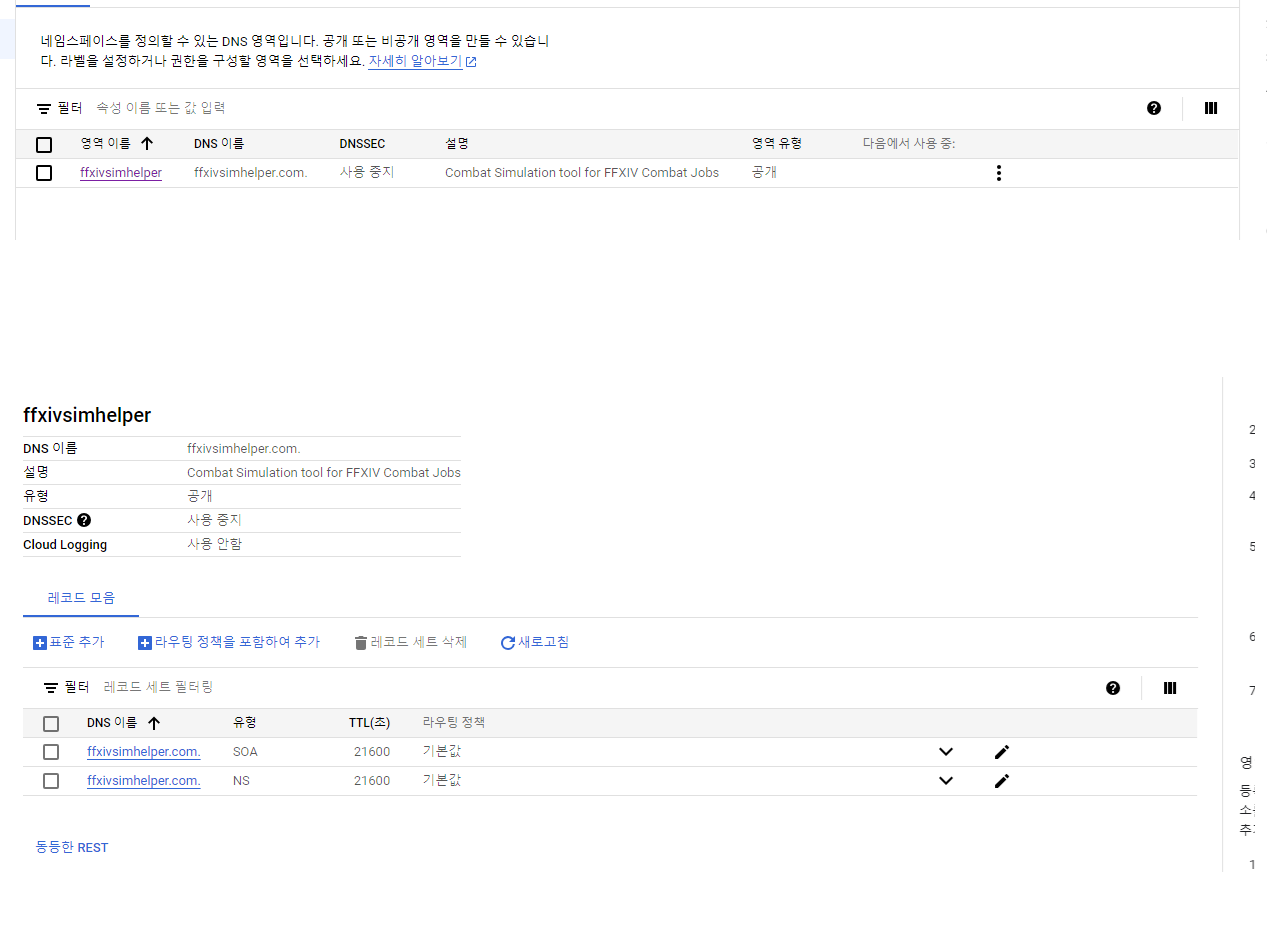 네임스페이스를 정의할 수 있는 DNS 영역입니다. 공개 또는 비공개 영역을 만들 수 있습니
다. 라벨을 설정하거나 권한을 구성할 영역을 선택하세요. 자세히 알아보기
필터 속성 이름 또는 값 입력
영역 이름 DNS 이름 DNSSEC 설명 영역 유형 다음에서 사용 중:
ffxivsimhelper ffxivsimhelper.com. 사용 중지 Combat Simulation tool for FFXIV Combat Jobs 공개
ffxivsimhelper
DNS 이름 ffxivsimhelper.com.
설명 Combat Simulation tool for FFXIV Combat Jobs
유형 공개
DNSSEC 사용 중지
Cloud Logging 사용 안함
레코드 모음
표준 추가 라우팅 정책을 포함하여 추가 레코드 세트 삭제 새로고침
필터 레코드 세트 필터링
DNS 이름 유형 TTL(초) 라우팅 정책
ffxivsimhelper.com. SOA 21600 기본값
ffxivsimhelper.com. NS 21600 기본값
동등한 REST
2
3
4
5
6
7
영
소
추
1